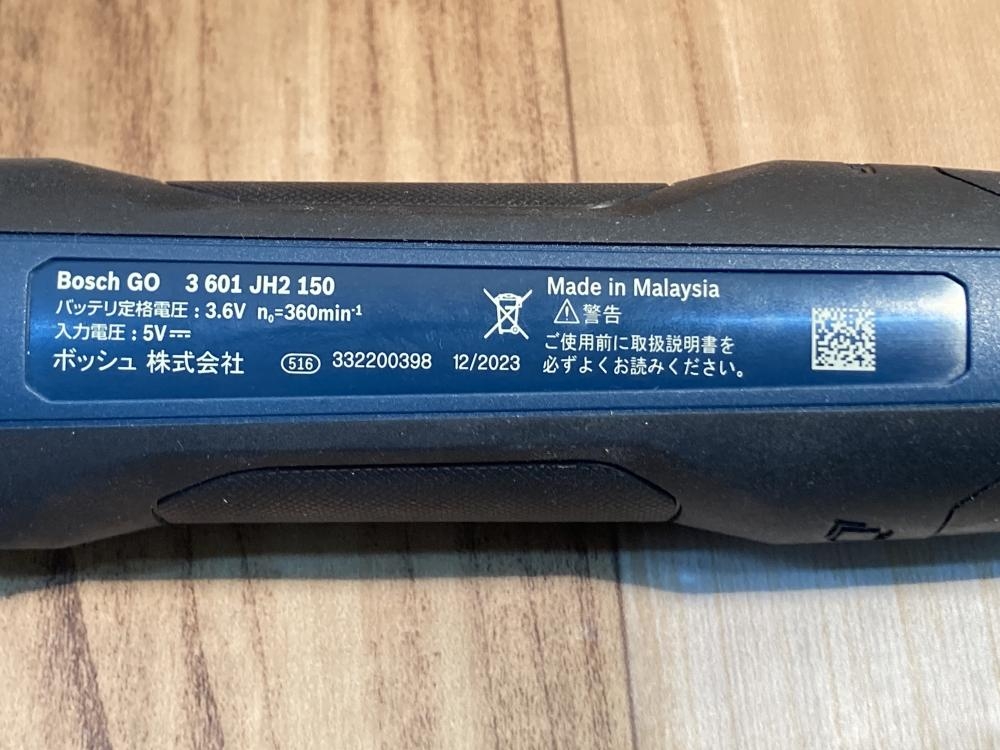 Bosch GO 3 601 JH2 150
バッテリ定格電圧：3.6V n₀=360min⁻¹
入力電圧：5V⎓
ボッシュ 株式会社
516 332200398 12/2023
Made in Malaysia
⚠警告
ご使用前に取扱説明書を
必ずよくお読みください。